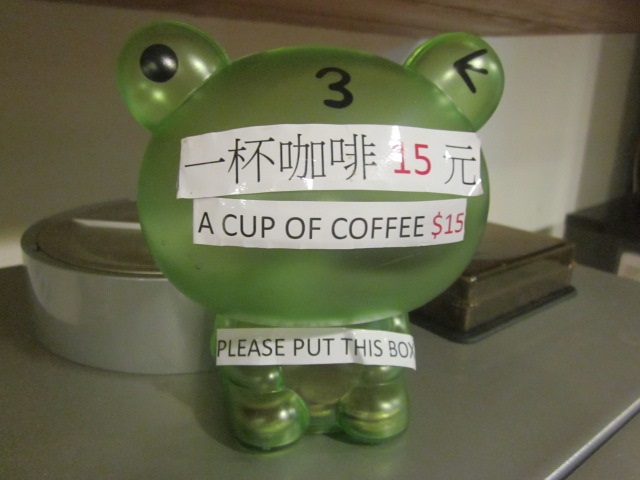 3
一杯咖啡 15 元
A CUP OF COFFEE $15
PLEASE PUT THIS BOX